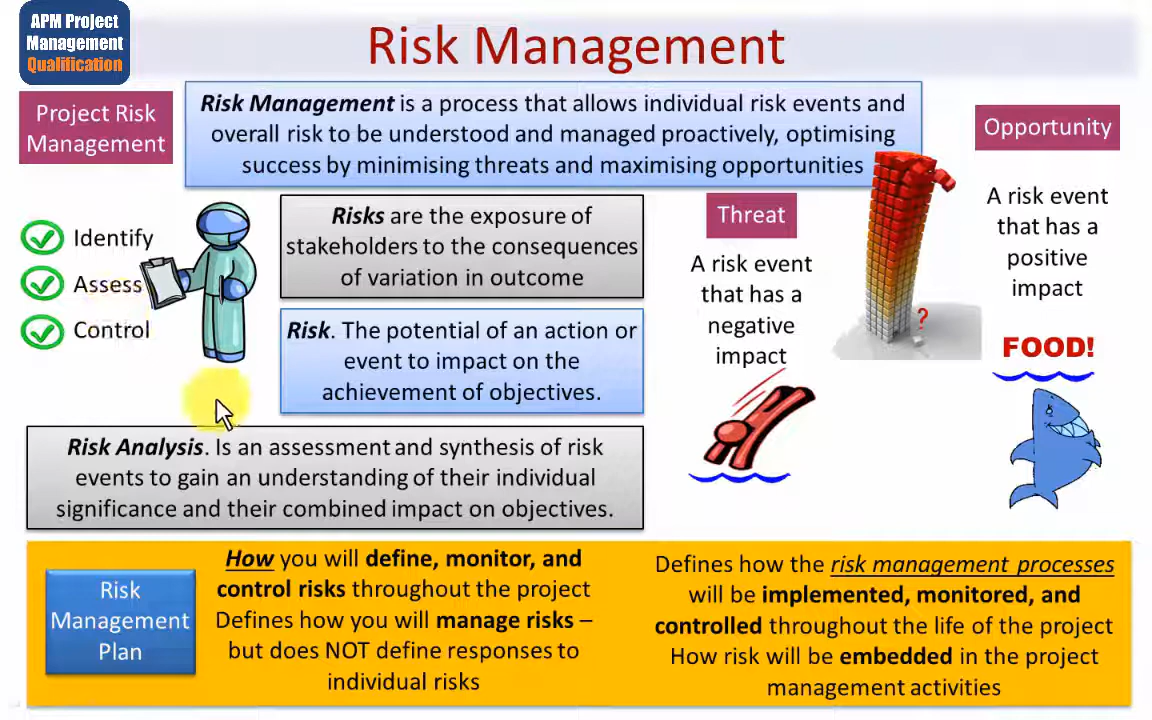 APM Project
Management
Qualification
Risk Management
Project Risk
Management
Risk Management is a process that allows individual risk events and
overall risk to be understood and managed proactively, optimising
success by minimising threats and maximising opportunities
Opportunity
A risk event
that has a
positive
impact
FOOD!
Identify
Assess
Control
Risks are the exposure of
stakeholders to the consequences
of variation in outcome
Threat
A risk event
that has a
negative
impact
?
Risk. The potential of an action or
event to impact on the
achievement of objectives.
Risk Analysis. Is an assessment and synthesis of risk
events to gain an understanding of their individual
significance and their combined impact on objectives.
Risk
Management
Plan
How you will define, monitor, and
control risks throughout the project
Defines how you will manage risks –
but does NOT define responses to
individual risks
Defines how the risk management processes
will be implemented, monitored, and
controlled throughout the life of the project
How risk will be embedded in the project
management activities